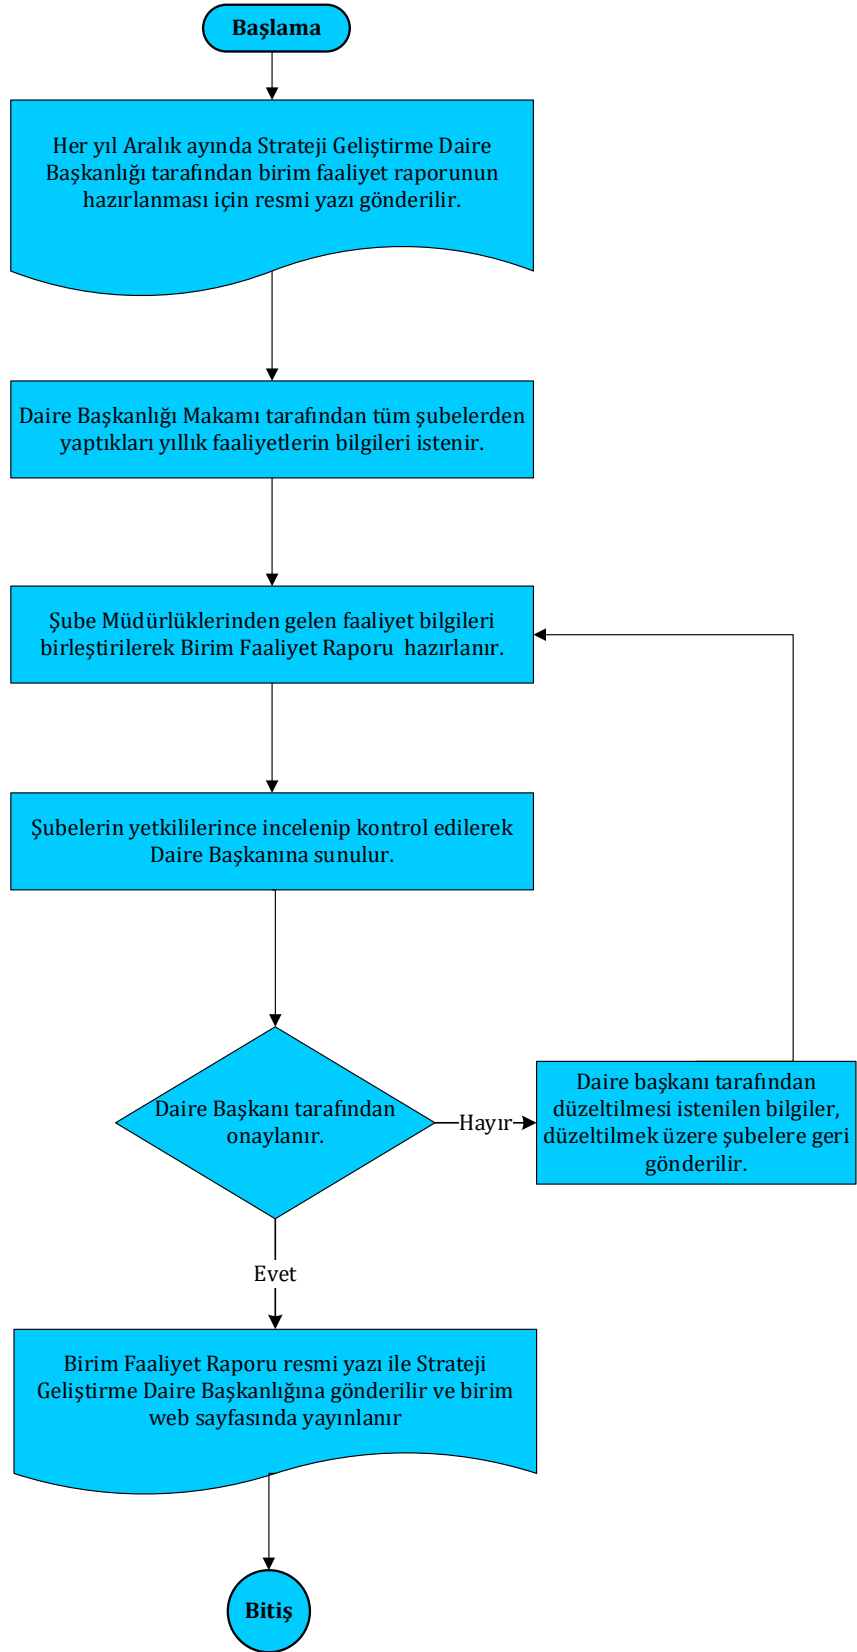 Başlama
Her yıl Aralık ayında Strateji Geliştirme Daire
Başkanlığı tarafından birim faaliyet raporunun
hazırlanması için resmi yazı gönderilir.
Daire Başkanlığı Makamı tarafından tüm şubelerden
yaptıkları yıllık faaliyetlerin bilgileri istenir.
Şube Müdürlüklerinden gelen faaliyet bilgileri
birleştirilerek Birim Faaliyet Raporu  hazırlanır.
Şubelerin yetkililerince incelenip kontrol edilerek
Daire Başkanına sunulur.
Daire Başkanı tarafından
onaylanır.
Hayır
Daire başkanı tarafından
düzeltilmesi istenilen bilgiler,
düzeltilmek üzere şubelere geri
gönderilir.
Evet
Birim Faaliyet Raporu resmi yazı ile Strateji
Geliştirme Daire Başkanlığına gönderilir ve birim
web sayfasında yayınlanır
Bitiş